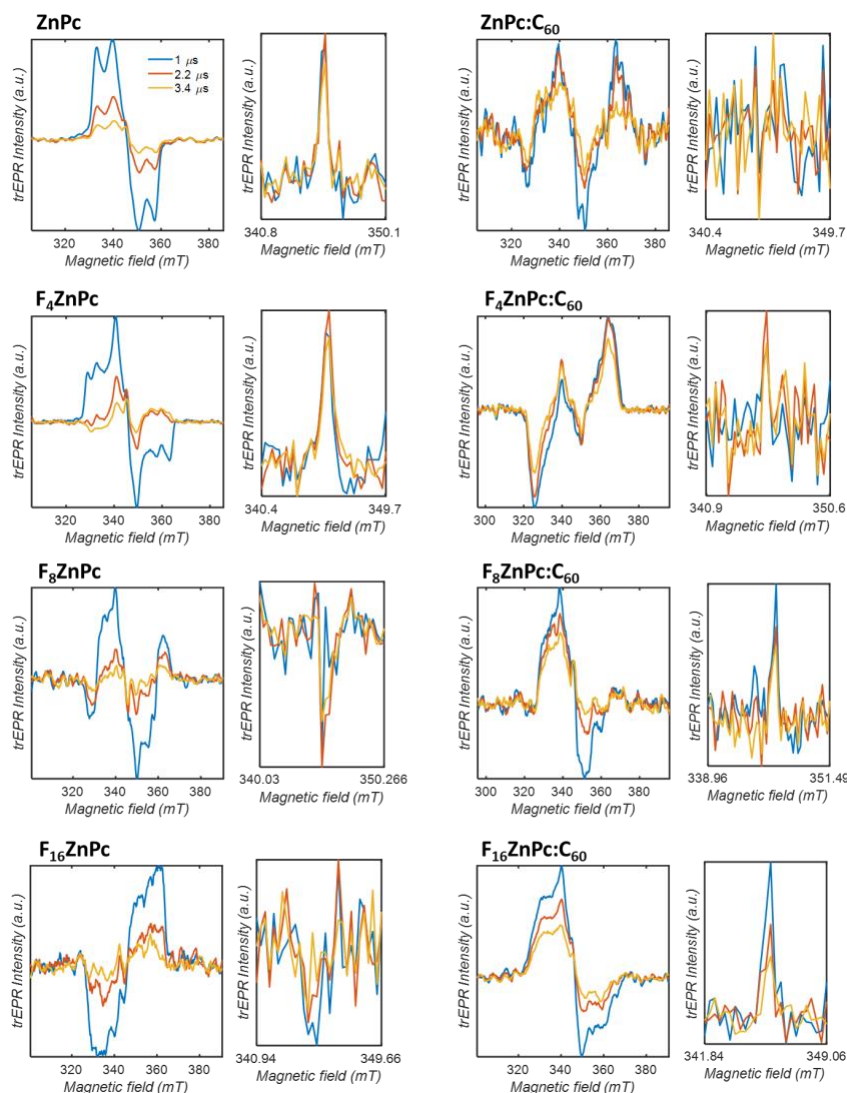 ZnPc
trEPR Intensity (a.u.)
1 μs
2.2 μs
3.4 μs
320 340 360 380
Magnetic field (mT)
trEPR Intensity (a.u.)
340.8 350.1
Magnetic field (mT)
ZnPc:C₆₀
trEPR Intensity (a.u.)
320 340 360 380
Magnetic field (mT)
trEPR Intensity (a.u.)
340.4 349.7
Magnetic field (mT)
F₄ZnPc
trEPR Intensity (a.u.)
320 340 360 380
Magnetic field (mT)
trEPR Intensity (a.u.)
340.4 349.7
Magnetic field (mT)
F₄ZnPc:C₆₀
trEPR Intensity (a.u.)
300 320 340 360 380
Magnetic field (mT)
trEPR Intensity (a.u.)
340.9 350.6
Magnetic field (mT)
F₈ZnPc
trEPR Intensity (a.u.)
320 340 360 380
Magnetic field (mT)
trEPR Intensity (a.u.)
340.03 350.266
Magnetic field (mT)
F₈ZnPc:C₆₀
trEPR Intensity (a.u.)
300 320 340 360 380
Magnetic field (mT)
trEPR Intensity (a.u.)
338.96 351.49
Magnetic field (mT)
F₁₆ZnPc
trEPR Intensity (a.u.)
320 340 360 380
Magnetic field (mT)
trEPR Intensity (a.u.)
340.94 349.66
Magnetic field (mT)
F₁₆ZnPc:C₆₀
trEPR Intensity (a.u.)
320 340 360 380
Magnetic field (mT)
trEPR Intensity (a.u.)
341.84 349.06
Magnetic field (mT)